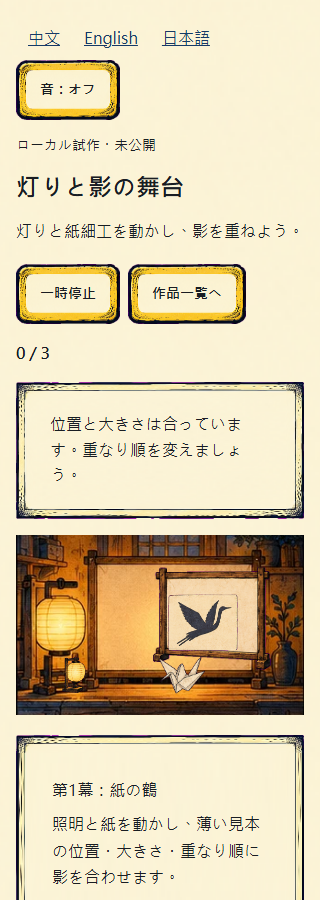 中文 English 日本語
音：オフ
ローカル試作・未公開
灯りと影の舞台
灯りと紙細工を動かし、影を重ねよう。
一時停止 作品一覧へ
0 / 3
位置と大きさは合っていま
す。重なり順を変えましょ
う。
第1幕：紙の鶴
照明と紙を動かし、薄い見本
の位置・大きさ・重なり順に
影を合わせます。